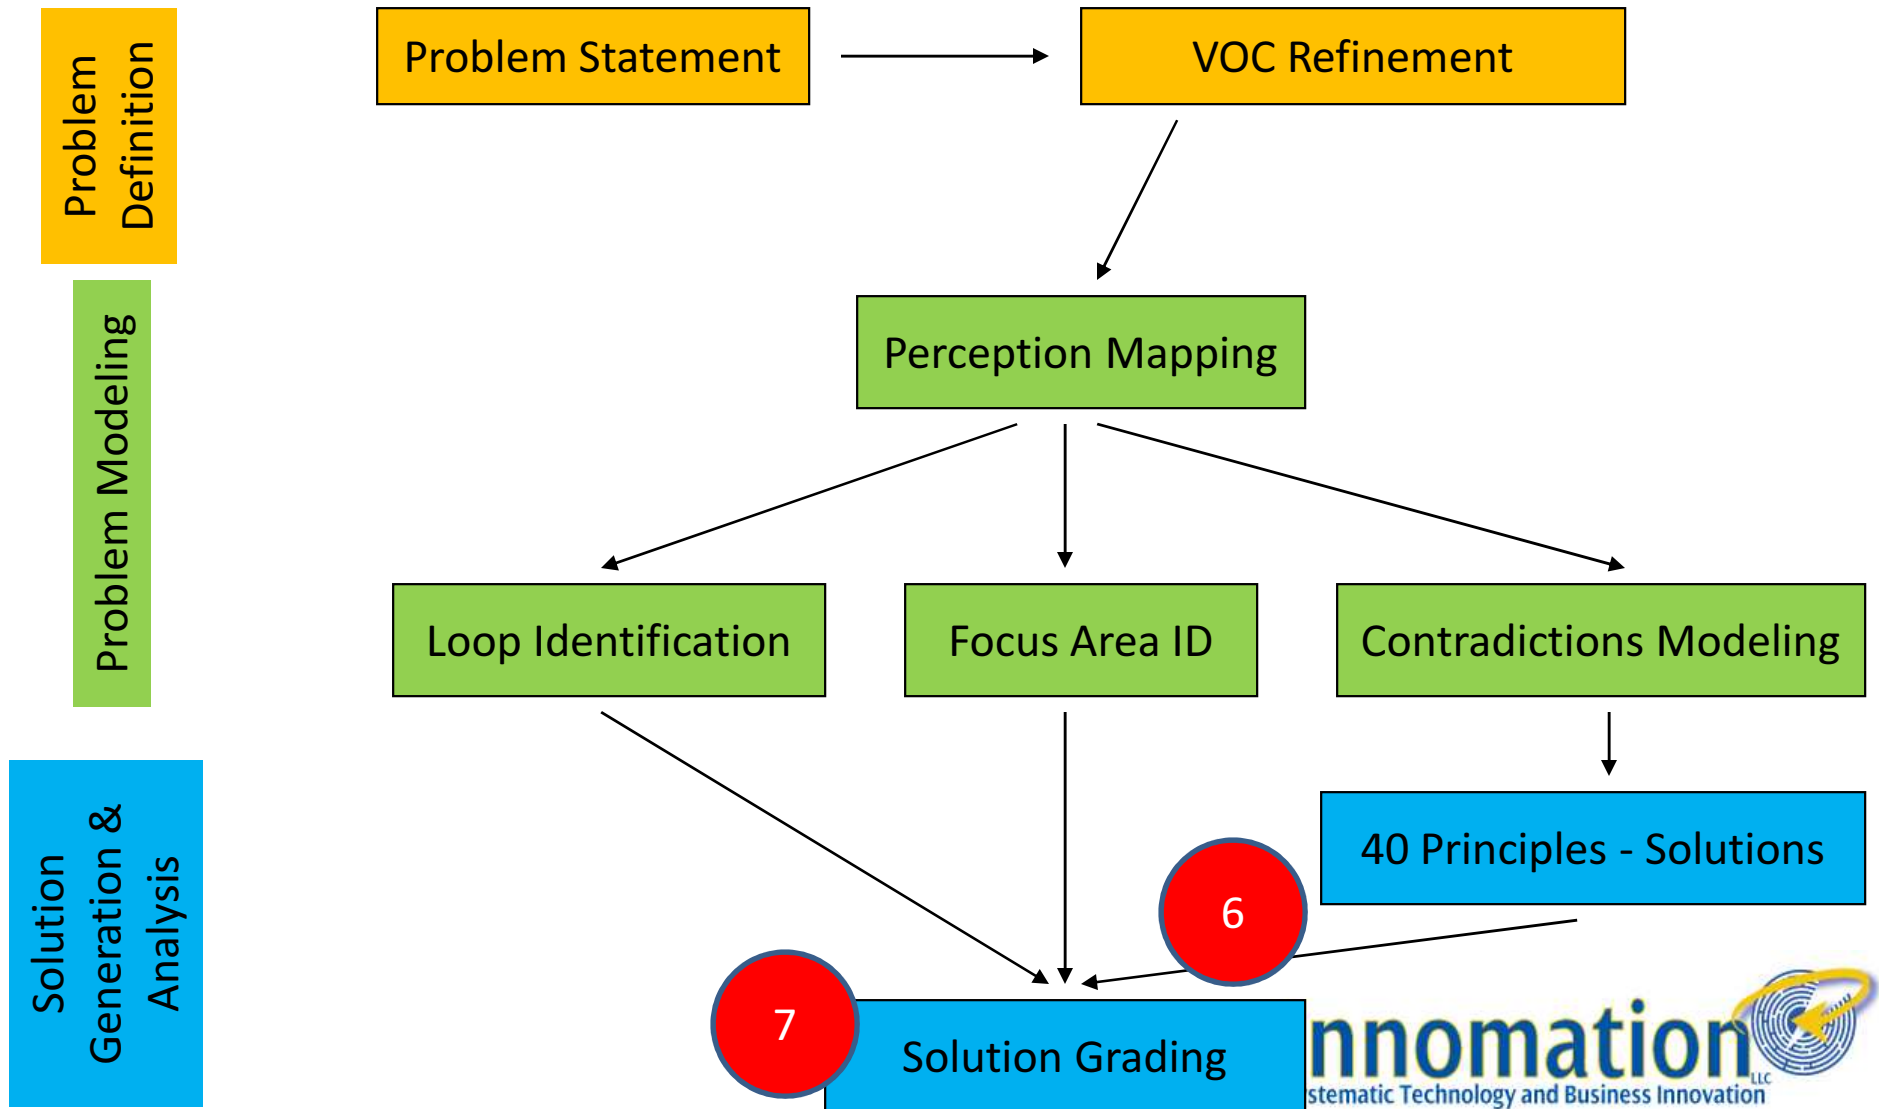 Problem
Definition
Problem Statement
VOC Refinement
Problem Modeling
Perception Mapping
Loop Identification
Focus Area ID
Contradictions Modeling
Solution
Generation &
Analysis
40 Principles - Solutions
6
7
Solution Grading
nnomation
LLC
stematic Technology and Business Innovation